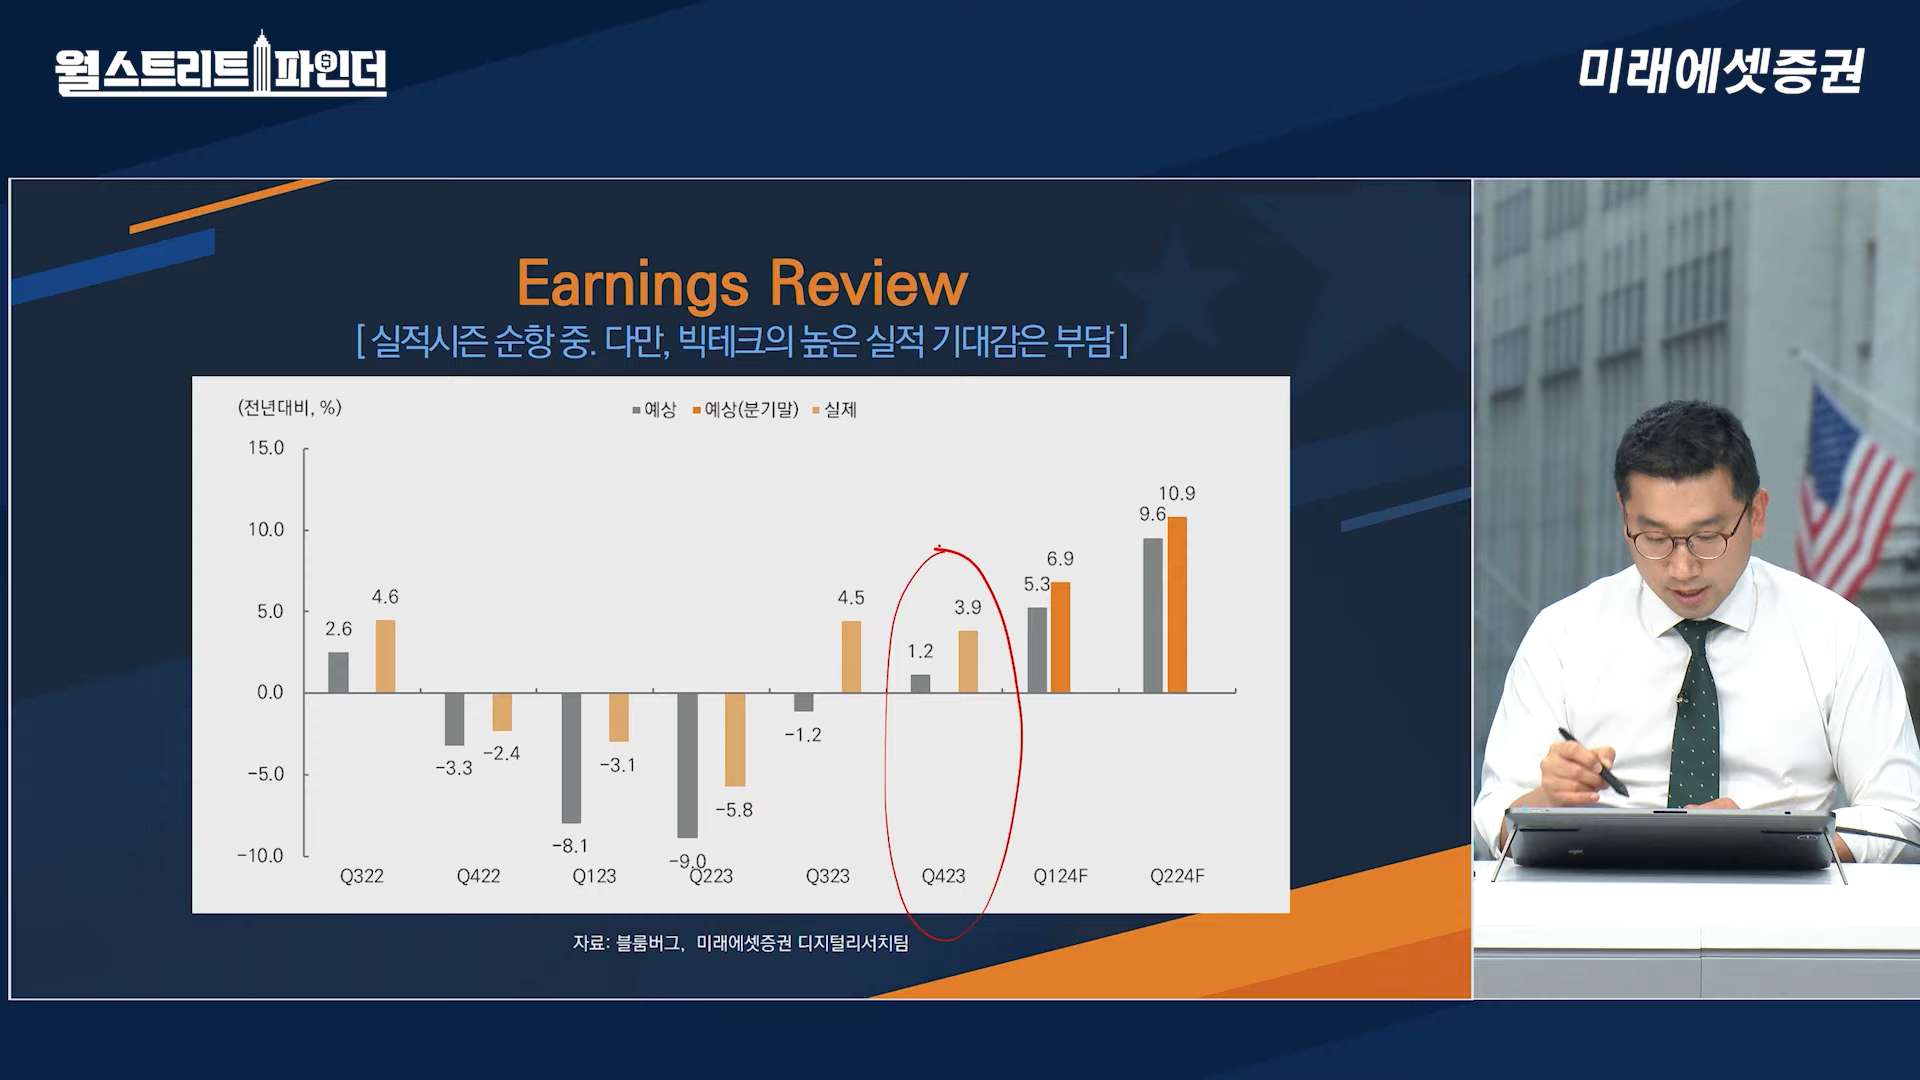 월스트리트 파인더
미래에셋증권
Earnings Review
[ 실적시즌 순항 중. 다만, 빅테크의 높은 실적 기대감은 부담 ]
(전년대비, %)
예상 예상(분기말) 실제
15.0
10.0
5.0
0.0
−5.0
−10.0
2.6
4.6
−3.3
−2.4
−8.1
−3.1
−9.0
−5.8
−1.2
4.5
1.2
3.9
5.3
6.9
9.6
10.9
Q322 Q422 Q123 Q223 Q323 Q423 Q124F Q224F
자료: 블룸버그, 미래에셋증권 디지털리서치팀